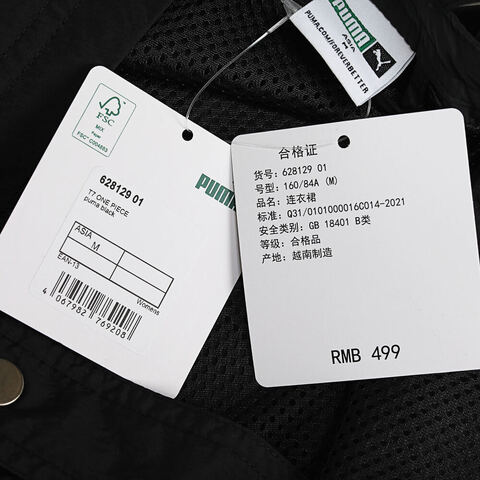 PUMA
ASIA
M
PUMA.COM/FOREVERBETTER
FSC
MIX
Paper
FSC™ C004883
PUMA
628129 01
T7 ONE PIECE
puma black
ASIA
M
EAN-13
Womens
4 067982 769208
合格证
货号: 628129 01
号型: 160/84A (M)
品名: 连衣裙
标准: Q31/0101000016C014-2021
安全类别: GB 18401 B类
等级: 合格品
产地: 越南制造
RMB 499